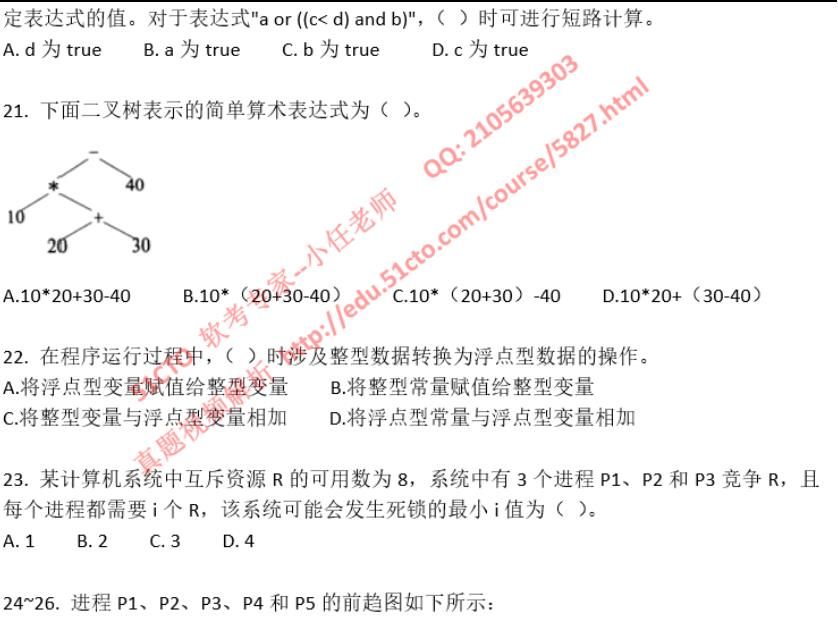 定表达式的值。对于表达式"a or ((c< d) and b)",（ ）时可进行短路计算。
A. d 为 true B. a 为 true C. b 为 true D. c 为 true
21. 下面二叉树表示的简单算术表达式为（ ）。
−
* 40
10 +
20 30
A.10*20+30-40 B.10*（20+30-40） C.10*（20+30）-40 D.10*20+（30-40）
22. 在程序运行过程中，（ ）时涉及整型数据转换为浮点型数据的操作。
A.将浮点型变量赋值给整型变量 B.将整型常量赋值给整型变量
C.将整型变量与浮点型变量相加 D.将浮点型常量与浮点型变量相加
23. 某计算机系统中互斥资源 R 的可用数为 8，系统中有 3 个进程 P1、P2 和 P3 竞争 R，且
每个进程都需要 i 个 R，该系统可能会发生死锁的最小 i 值为（ ）。
A. 1 B. 2 C. 3 D. 4
24~26. 进程 P1、P2、P3、P4 和 P5 的前趋图如下所示：
51CTO 软考专家--小任老师 QQ: 2105639303
真题视频解析 http://edu.51cto.com/course/5827.html